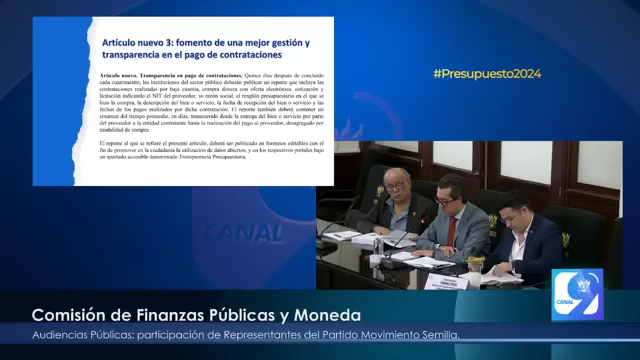 Artículo nuevo 3: fomento de una mejor gestión y
transparencia en el pago de contrataciones
Artículo nuevo. Transparencia en pago de contrataciones. Quince días después de concluido
cada cuatrimestre, las instituciones del sector público deberán publicar un reporte que incluya las
contrataciones realizadas por baja cuantía, compra directa con oferta electrónica, cotización y
licitación indicando el NIT del proveedor, su razón social, el renglón presupuestario en el que se
hizo la compra, la descripción del bien o servicio, la fecha de recepción del bien o servicio y las
fechas de los pagos realizados por dicha contratación. El reporte también deberá contener un
resumen del tiempo promedio, en días, transcurrido desde la entrega del bien o servicio por parte
del proveedor a la entidad contratante hasta la realización del pago al proveedor, desagregado por
modalidad de compra.
El reporte al que se refiere el presente artículo, deberá ser publicado en formatos editables con el
fin de promover en la ciudadanía la utilización de datos abiertos, y en los respectivos portales bajo
un apartado accesible denominado Transparencia Presupuestaria.
#Presupuesto2024
CANAL
CANAL 9
Comisión de Finanzas Públicas y Moneda
Audiencias Públicas: participación de Representantes del Partido Movimiento Semilla.